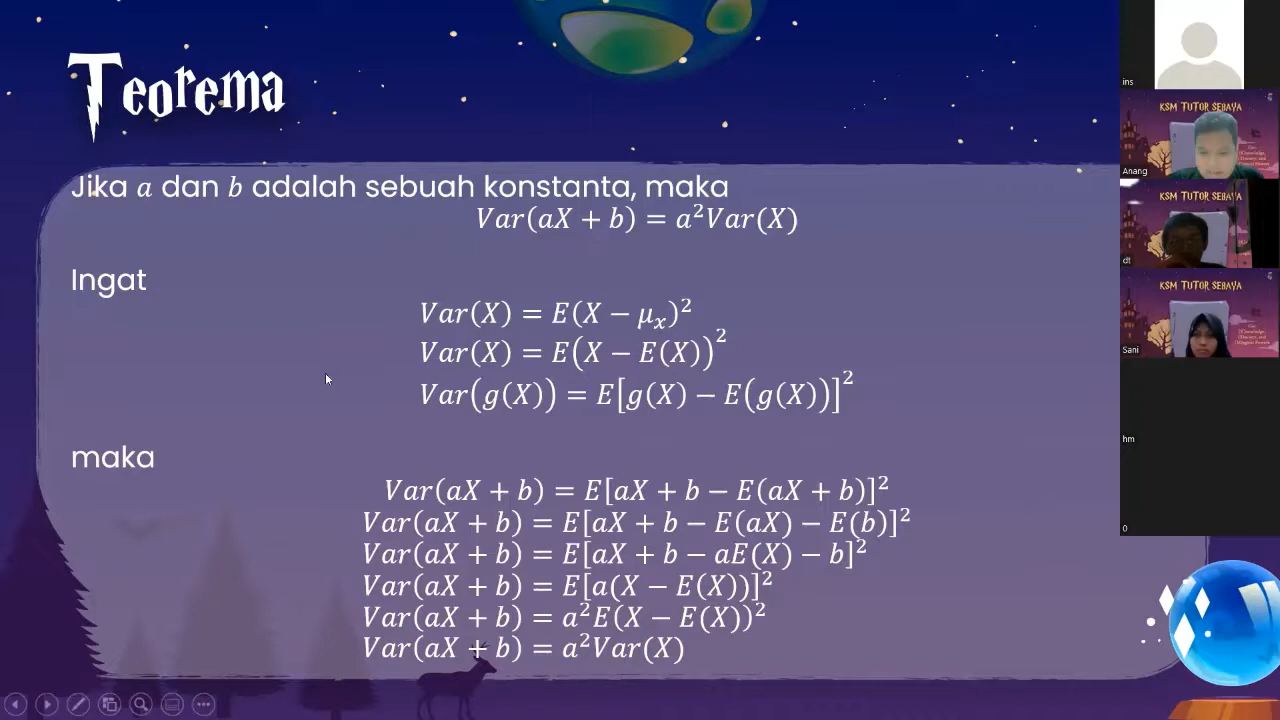 Teorema
Jika a dan b adalah sebuah konstanta, maka
Var(aX + b) = a²Var(X)
Ingat
Var(X) = E(X − μₓ)²
Var(X) = E(X − E(X))²
Var(g(X)) = E[g(X) − E(g(X))]²
maka
Var(aX + b) = E[aX + b − E(aX + b)]²
Var(aX + b) = E[aX + b − E(aX) − E(b)]²
Var(aX + b) = E[aX + b − aE(X) − b]²
Var(aX + b) = E[a(X − E(X))]²
Var(aX + b) = a²E(X − E(X))²
Var(aX + b) = a²Var(X)
ins
KSM TUTOR SEBAYA
Anang
KSM TUTOR SEBAYA
dt
KSM TUTOR SEBAYA
Sani
hm
0